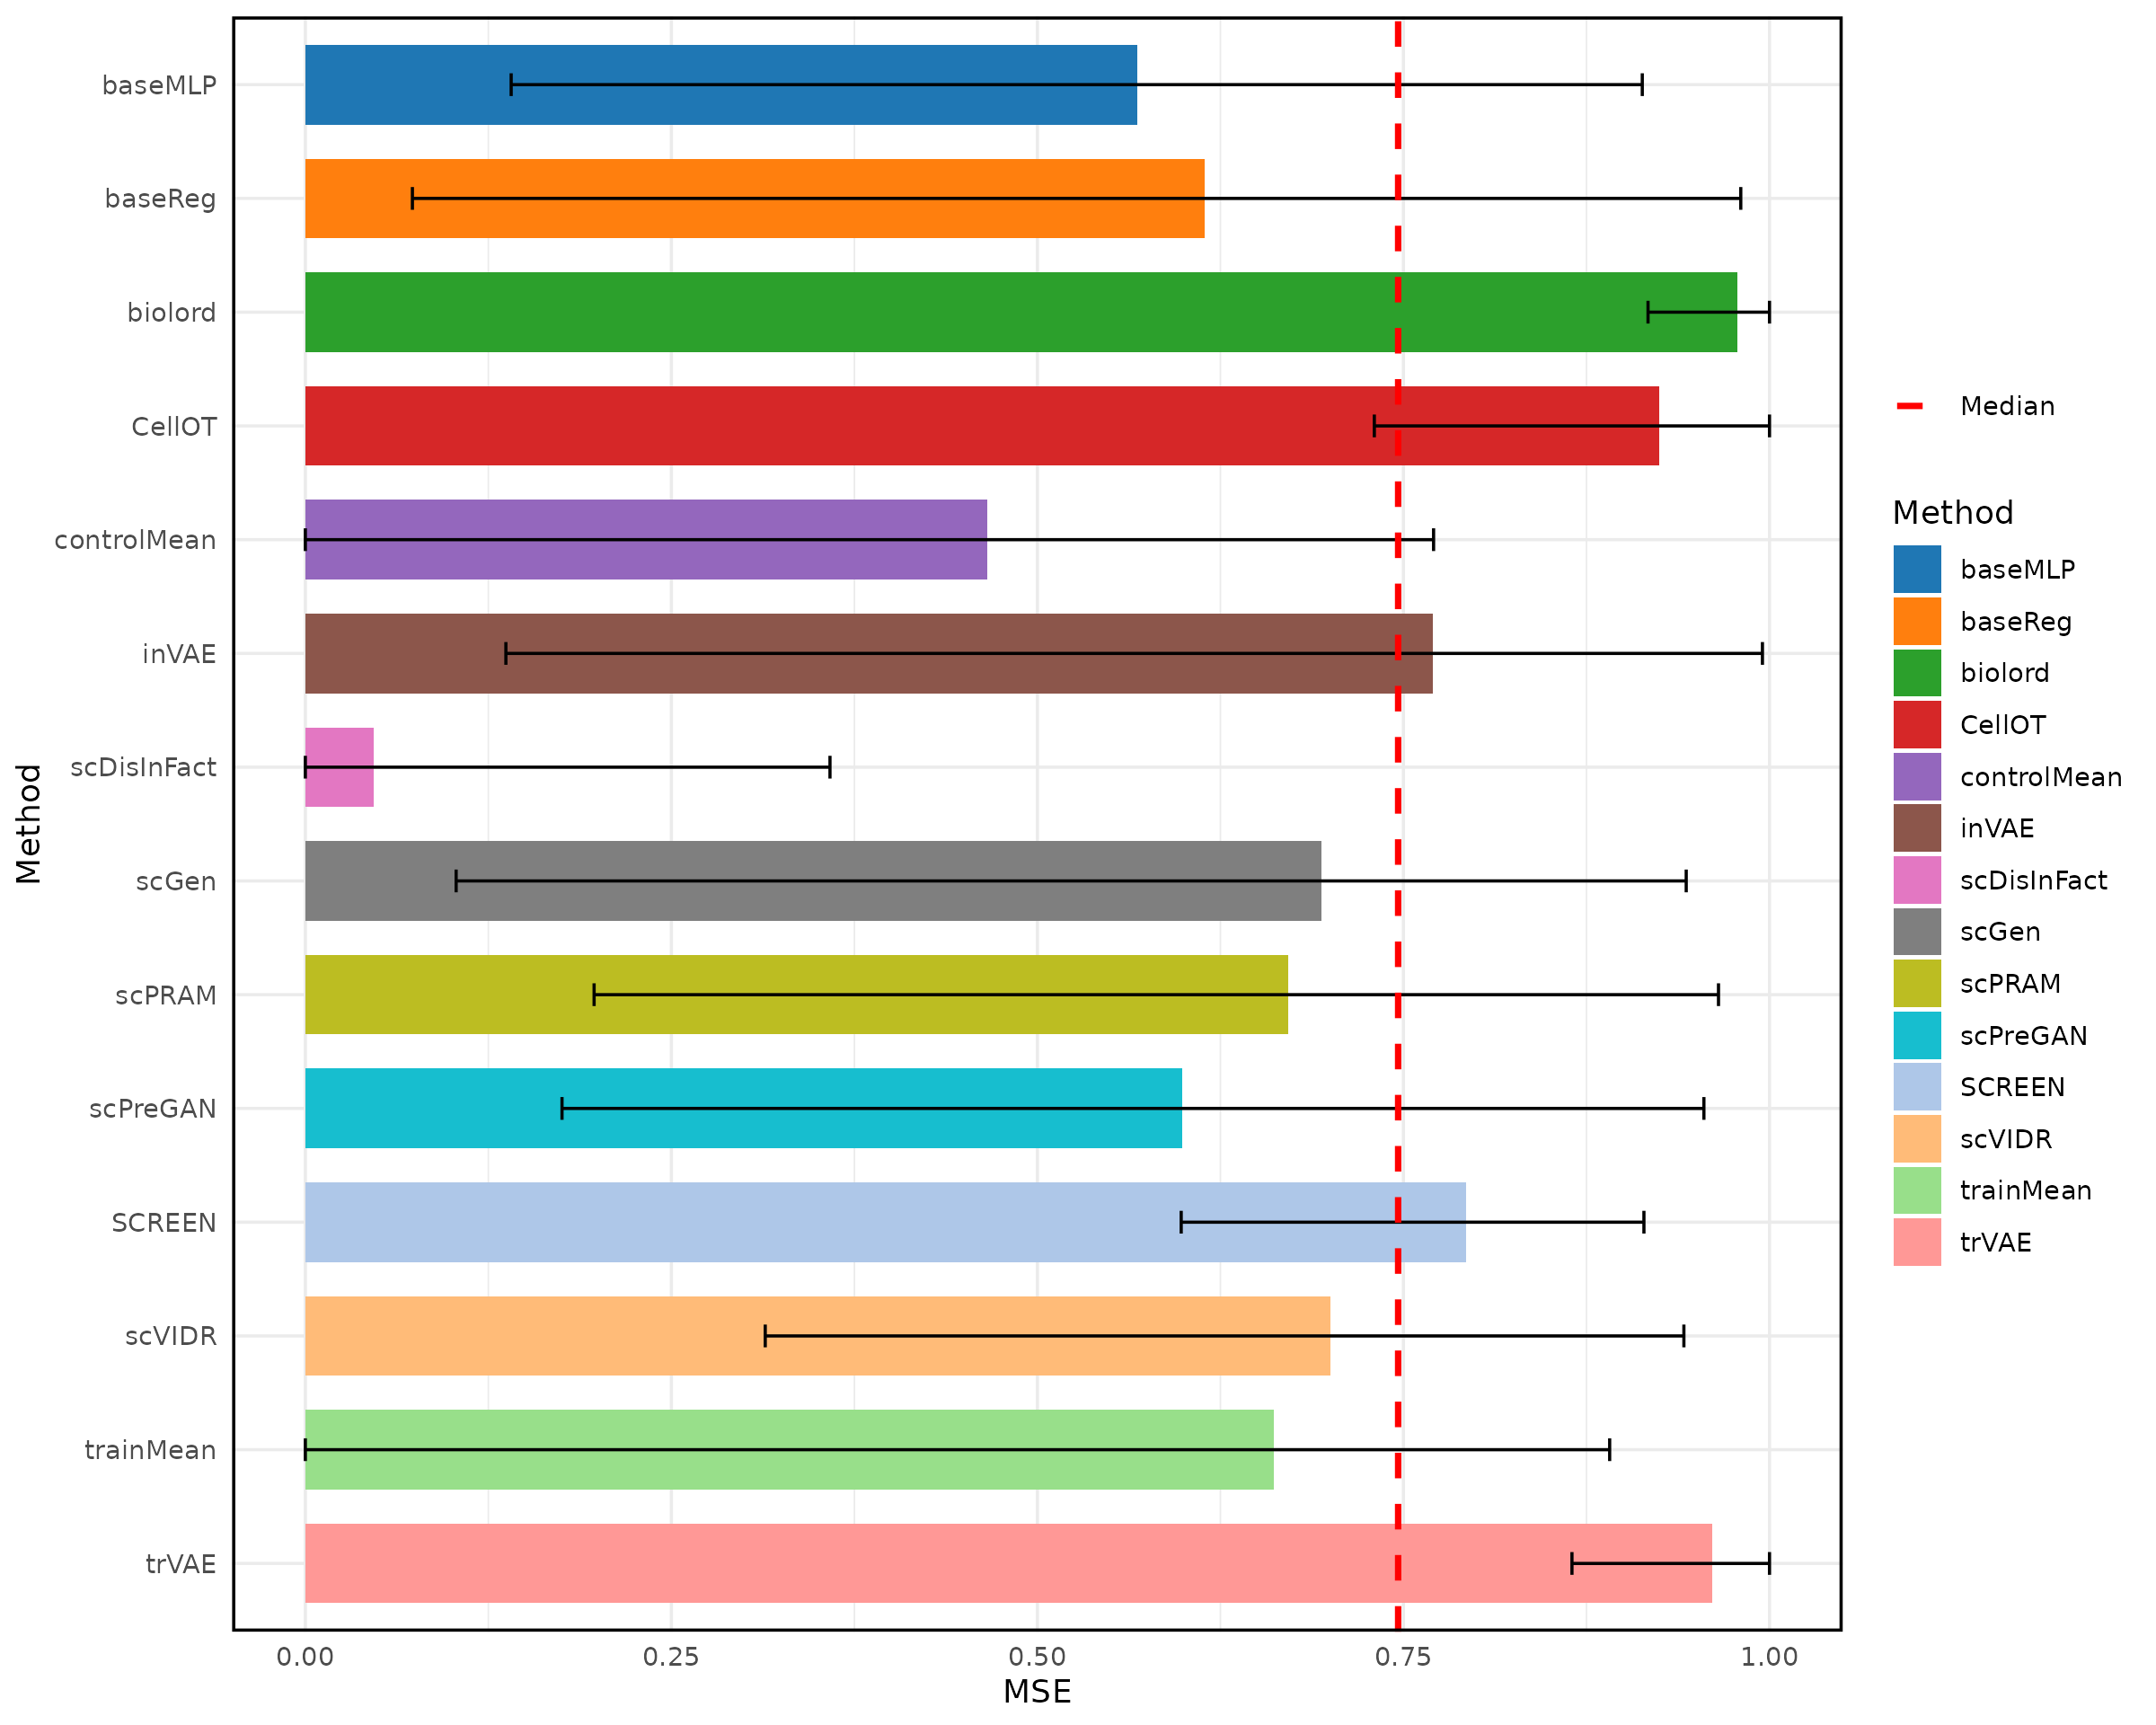 baseMLP
baseReg
biolord
CellOT
controlMean
inVAE
scDisInFact
scGen
scPRAM
scPreGAN
SCREEN
scVIDR
trainMean
trVAE
Method
0.00 0.25 0.50 0.75 1.00
MSE
Median
Method
baseMLP
baseReg
biolord
CellOT
controlMean
inVAE
scDisInFact
scGen
scPRAM
scPreGAN
SCREEN
scVIDR
trainMean
trVAE